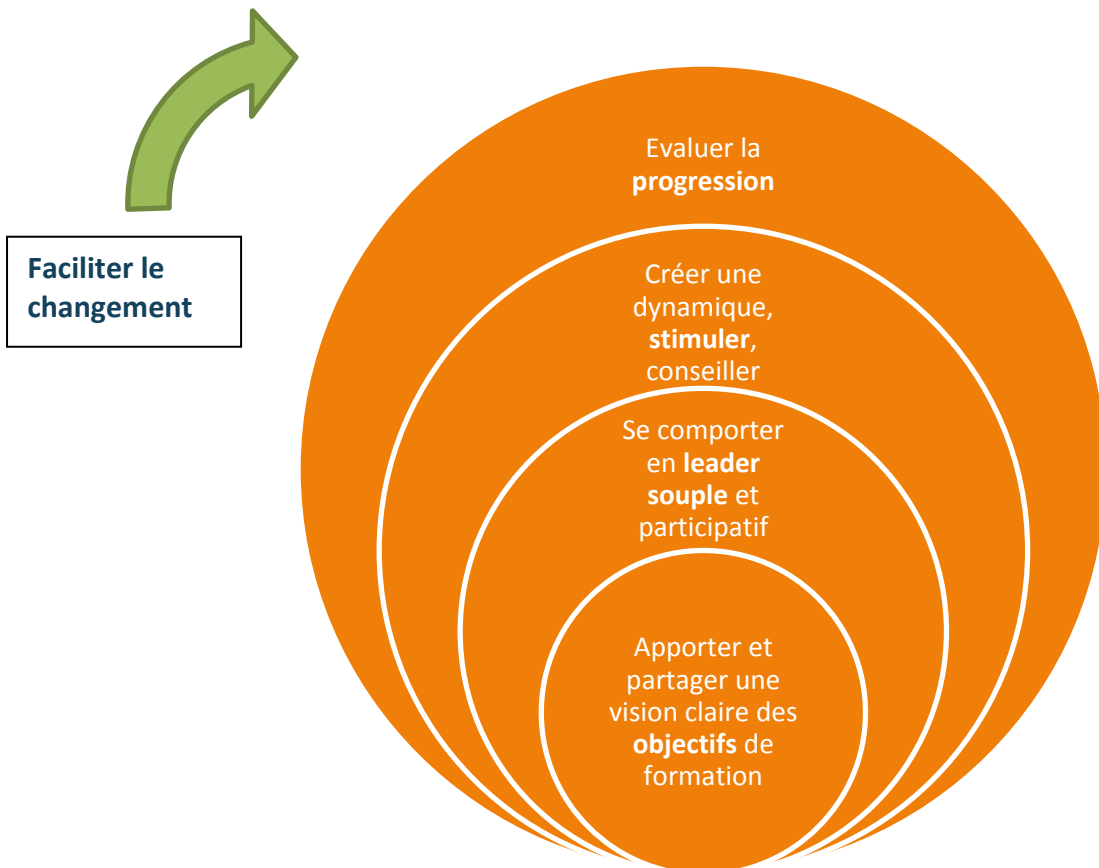 Faciliter le
changement
Evaluer la
progression
Créer une
dynamique,
stimuler,
conseiller
Se comporter
en leader
souple et
participatif
Apporter et
partager une
vision claire des
objectifs de
formation